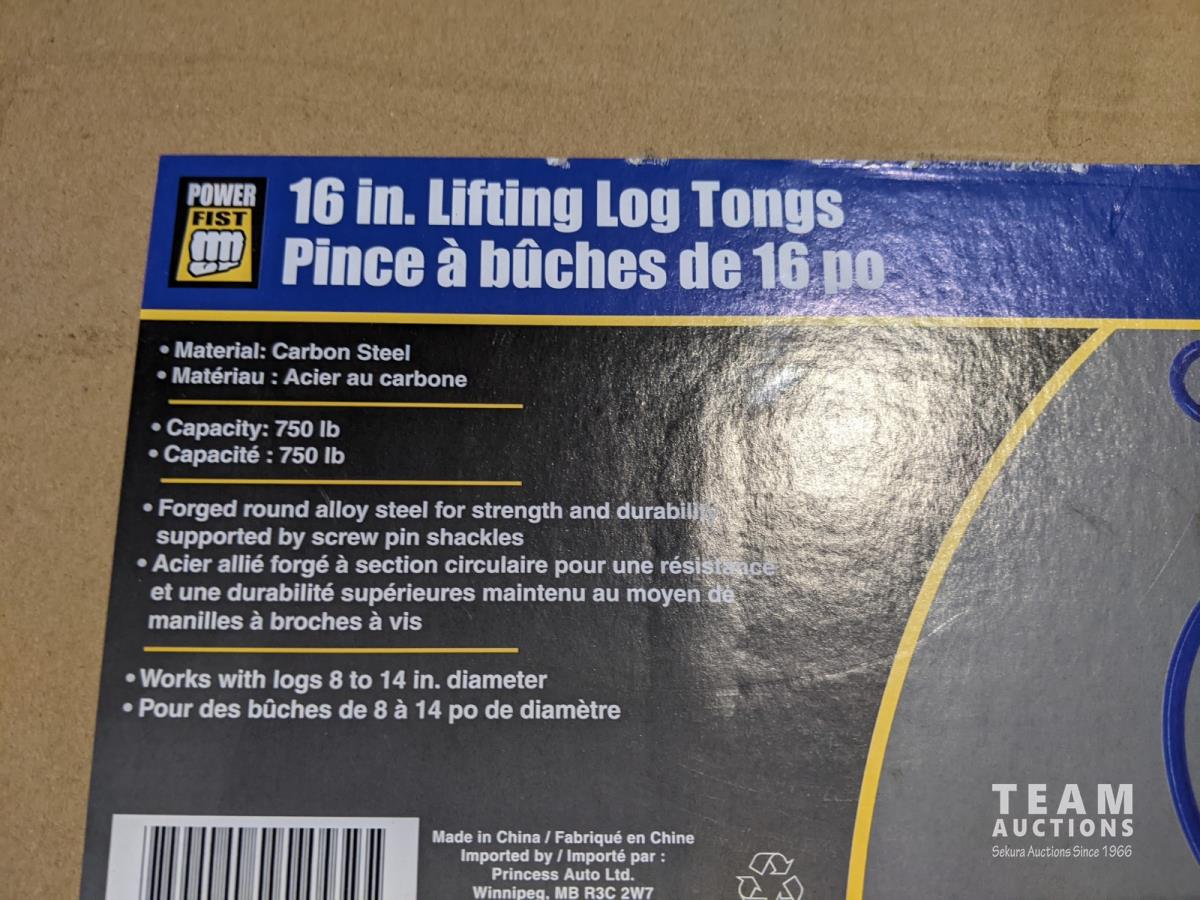 POWER
FIST
16 in. Lifting Log Tongs
Pince à bûches de 16 po
• Material: Carbon Steel
• Matériau : Acier au carbone
• Capacity: 750 lb
• Capacité : 750 lb
• Forged round alloy steel for strength and durability
supported by screw pin shackles
• Acier allié forgé à section circulaire pour une résistance
et une durabilité supérieures maintenu au moyen de
manilles à broches à vis
• Works with logs 8 to 14 in. diameter
• Pour des bûches de 8 à 14 po de diamètre
Made in China / Fabriqué en Chine
Imported by / Importé par :
Princess Auto Ltd.
Winnipeg, MB R3C 2W7
TEAM
AUCTIONS
Sekura Auctions Since 1966